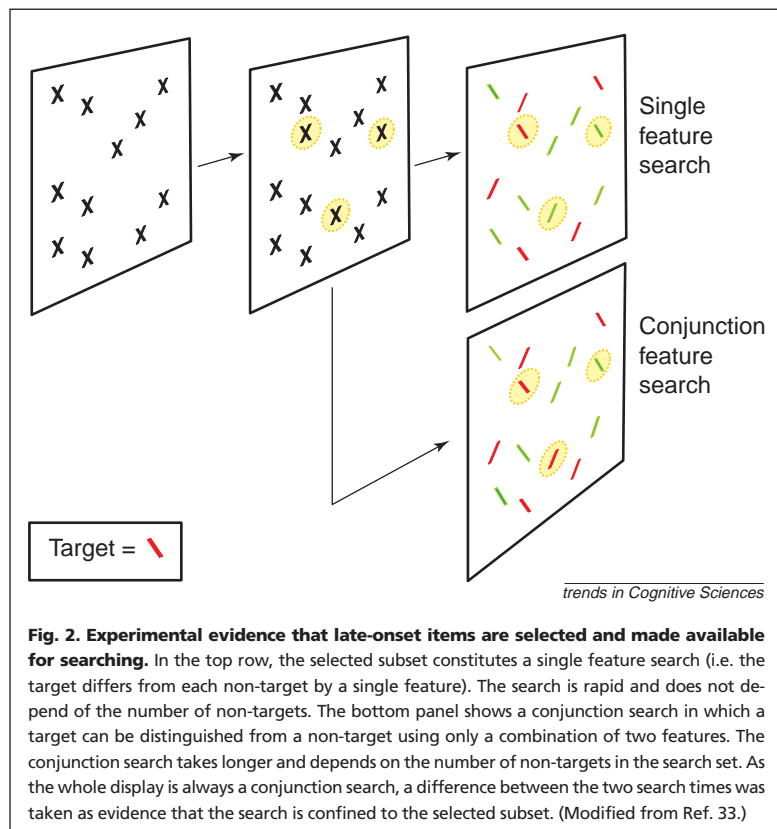 Single
feature
search
Conjunction
feature
search
Target =
trends in Cognitive Sciences
Fig. 2. Experimental evidence that late-onset items are selected and made available
for searching. In the top row, the selected subset constitutes a single feature search (i.e. the
target differs from each non-target by a single feature). The search is rapid and does not de-
pend of the number of non-targets. The bottom panel shows a conjunction search in which a
target can be distinguished from a non-target using only a combination of two features. The
conjunction search takes longer and depends on the number of non-targets in the search set. As
the whole display is always a conjunction search, a difference between the two search times was
taken as evidence that the search is confined to the selected subset. (Modified from Ref. 33.)